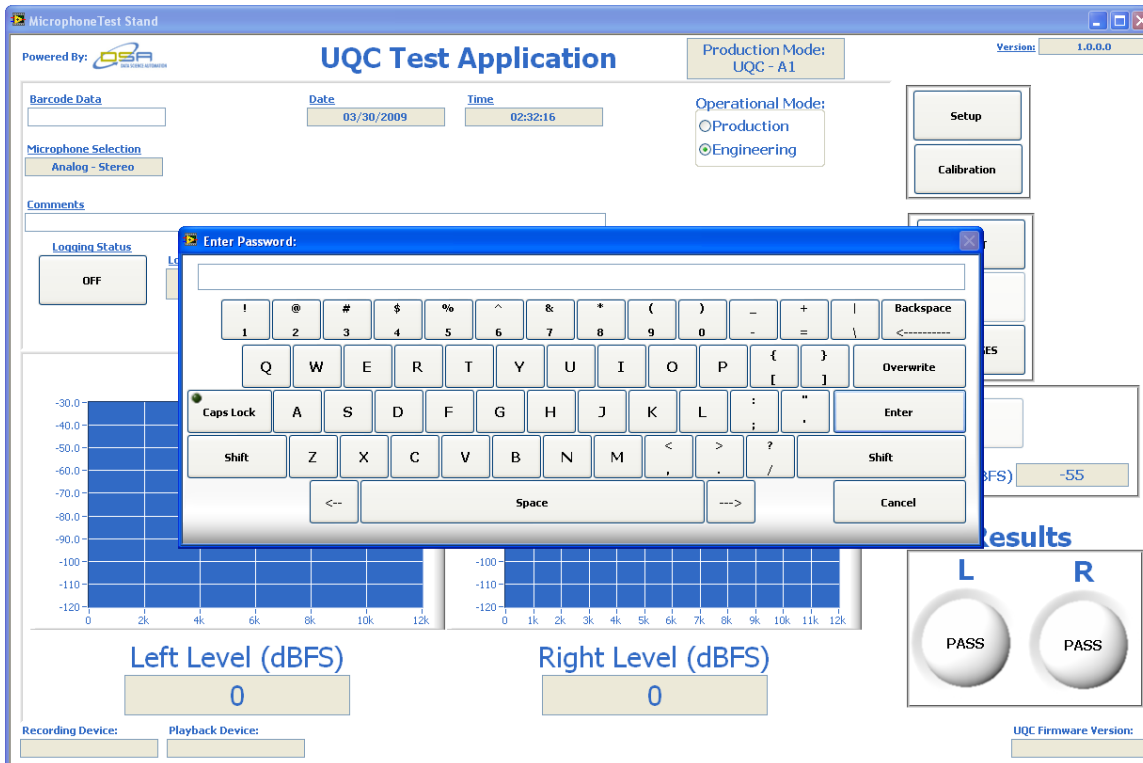 MicrophoneTest Stand
Powered By: DSA
DATA SCIENCE AUTOMATION
UQC Test Application
Production Mode:
UQC - A1
Version: 1.0.0.0
Barcode Data
Date
03/30/2009
Time
02:32:16
Operational Mode:
Production
Engineering
Setup
Calibration
Microphone Selection
Analog - Stereo
Comments
Logging Status
OFF
Enter Password:
! @ # $ % ^ & * ( ) _ + | Backspace
1 2 3 4 5 6 7 8 9 0 - = \ <----------
Q W E R T Y U I O P { } Overwrite
[ ]
Caps Lock A S D F G H J K L : " Enter
; '
Shift Z X C V B N M < > ? Shift
, . /
<-- Space ---> Cancel
-55
-30.0
-40.0
-50.0
-60.0
-70.0
-80.0
-90.0
-100
-110
-120
0 2k 4k 6k 8k 10k 12k
-100
-110
-120
0 1k 2k 3k 4k 5k 6k 7k 8k 9k 10k 11k 12k
Results
L R
PASS PASS
Left Level (dBFS)
0
Right Level (dBFS)
0
Recording Device:
Playback Device:
UQC Firmware Version: